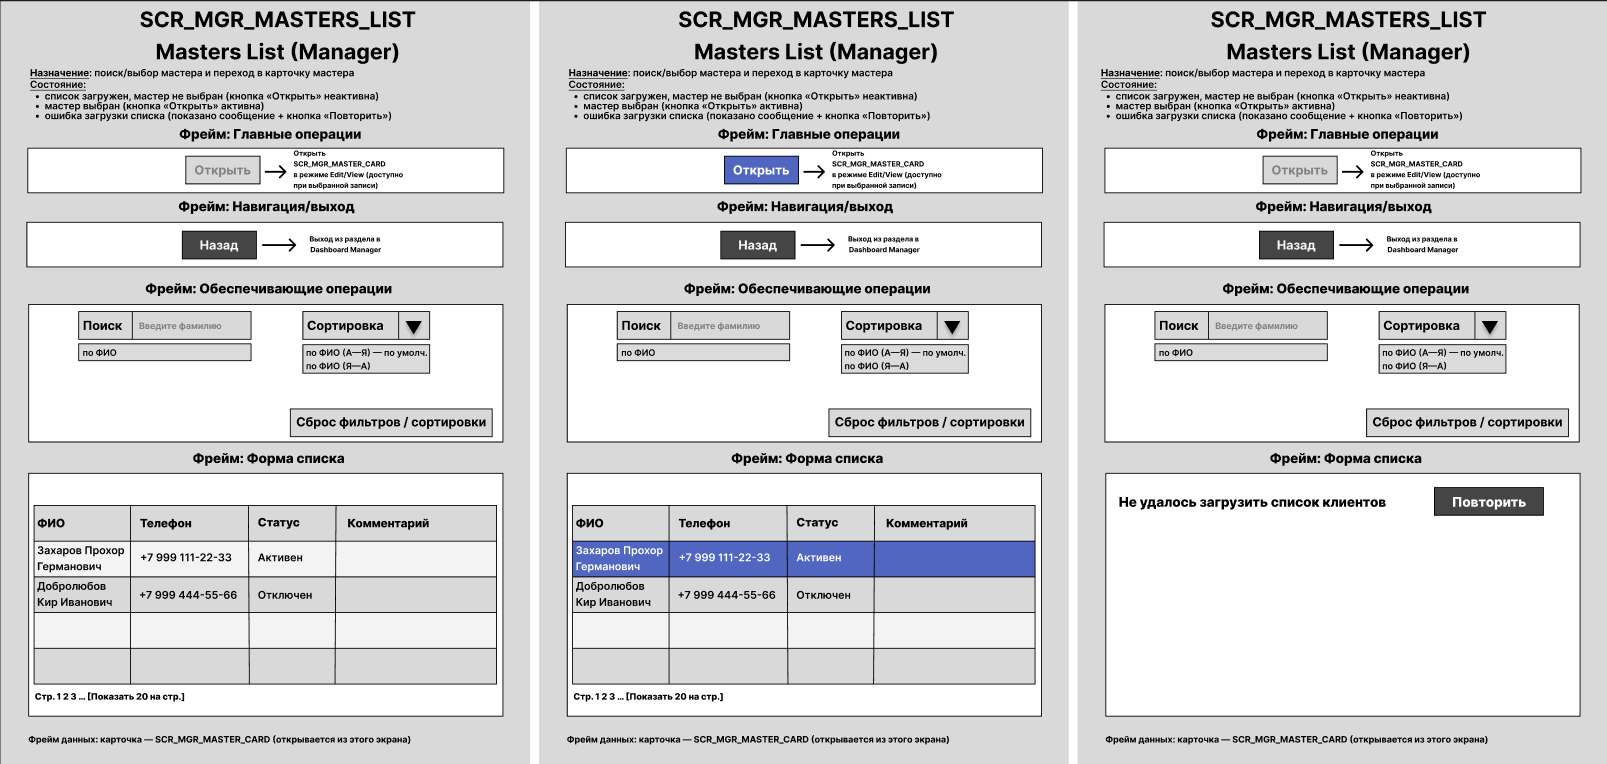 SCR_MGR_MASTERS_LIST
Masters List (Manager)
Назначение: поиск/выбор мастера и переход в карточку мастера
Состояние:
• список загружен, мастер не выбран (кнопка «Открыть» неактивна)
• мастер выбран (кнопка «Открыть» активна)
• ошибка загрузки списка (показано сообщение + кнопка «Повторить»)
Фрейм: Главные операции
Открыть
Открыть
SCR_MGR_MASTER_CARD
в режиме Edit/View (доступно
при выбранной записи)
Фрейм: Навигация/выход
Назад
Выход из раздела в
Dashboard Manager
Фрейм: Обеспечивающие операции
Поиск Введите фамилию
по ФИО
Сортировка
по ФИО (А—Я) — по умолч.
по ФИО (Я—А)
Сброс фильтров / сортировки
Фрейм: Форма списка
ФИО Телефон Статус Комментарий
Захаров Прохор
Германович
+7 999 111-22-33 Активен
Добролюбов
Кир Иванович
+7 999 444-55-66 Отключен
Стр. 1 2 3 ... [Показать 20 на стр.]
Фрейм данных: карточка — SCR_MGR_MASTER_CARD (открывается из этого экрана)
SCR_MGR_MASTERS_LIST
Masters List (Manager)
Назначение: поиск/выбор мастера и переход в карточку мастера
Состояние:
• список загружен, мастер не выбран (кнопка «Открыть» неактивна)
• мастер выбран (кнопка «Открыть» активна)
• ошибка загрузки списка (показано сообщение + кнопка «Повторить»)
Фрейм: Главные операции
Открыть
Открыть
SCR_MGR_MASTER_CARD
в режиме Edit/View (доступно
при выбранной записи)
Фрейм: Навигация/выход
Назад
Выход из раздела в
Dashboard Manager
Фрейм: Обеспечивающие операции
Поиск Введите фамилию
по ФИО
Сортировка
по ФИО (А—Я) — по умолч.
по ФИО (Я—А)
Сброс фильтров / сортировки
Фрейм: Форма списка
ФИО Телефон Статус Комментарий
Захаров Прохор
Германович
+7 999 111-22-33 Активен
Добролюбов
Кир Иванович
+7 999 444-55-66 Отключен
Стр. 1 2 3 ... [Показать 20 на стр.]
Фрейм данных: карточка — SCR_MGR_MASTER_CARD (открывается из этого экрана)
SCR_MGR_MASTERS_LIST
Masters List (Manager)
Назначение: поиск/выбор мастера и переход в карточку мастера
Состояние:
• список загружен, мастер не выбран (кнопка «Открыть» неактивна)
• мастер выбран (кнопка «Открыть» активна)
• ошибка загрузки списка (показано сообщение + кнопка «Повторить»)
Фрейм: Главные операции
Открыть
Открыть
SCR_MGR_MASTER_CARD
в режиме Edit/View (доступно
при выбранной записи)
Фрейм: Навигация/выход
Назад
Выход из раздела в
Dashboard Manager
Фрейм: Обеспечивающие операции
Поиск Введите фамилию
по ФИО
Сортировка
по ФИО (А—Я) — по умолч.
по ФИО (Я—А)
Сброс фильтров / сортировки
Фрейм: Форма списка
Не удалось загрузить список клиентов
Повторить
Фрейм данных: карточка — SCR_MGR_MASTER_CARD (открывается из этого экрана)